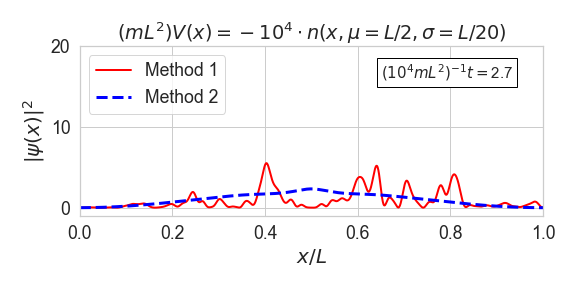 (mL²)V(x) = −10⁴ · n(x, μ = L/2, σ = L/20)
Method 1
Method 2
(10⁴mL²)⁻¹t = 2.7
|ψ(x)|²
20
10
0
0.0 0.2 0.4 0.6 0.8 1.0
x/L